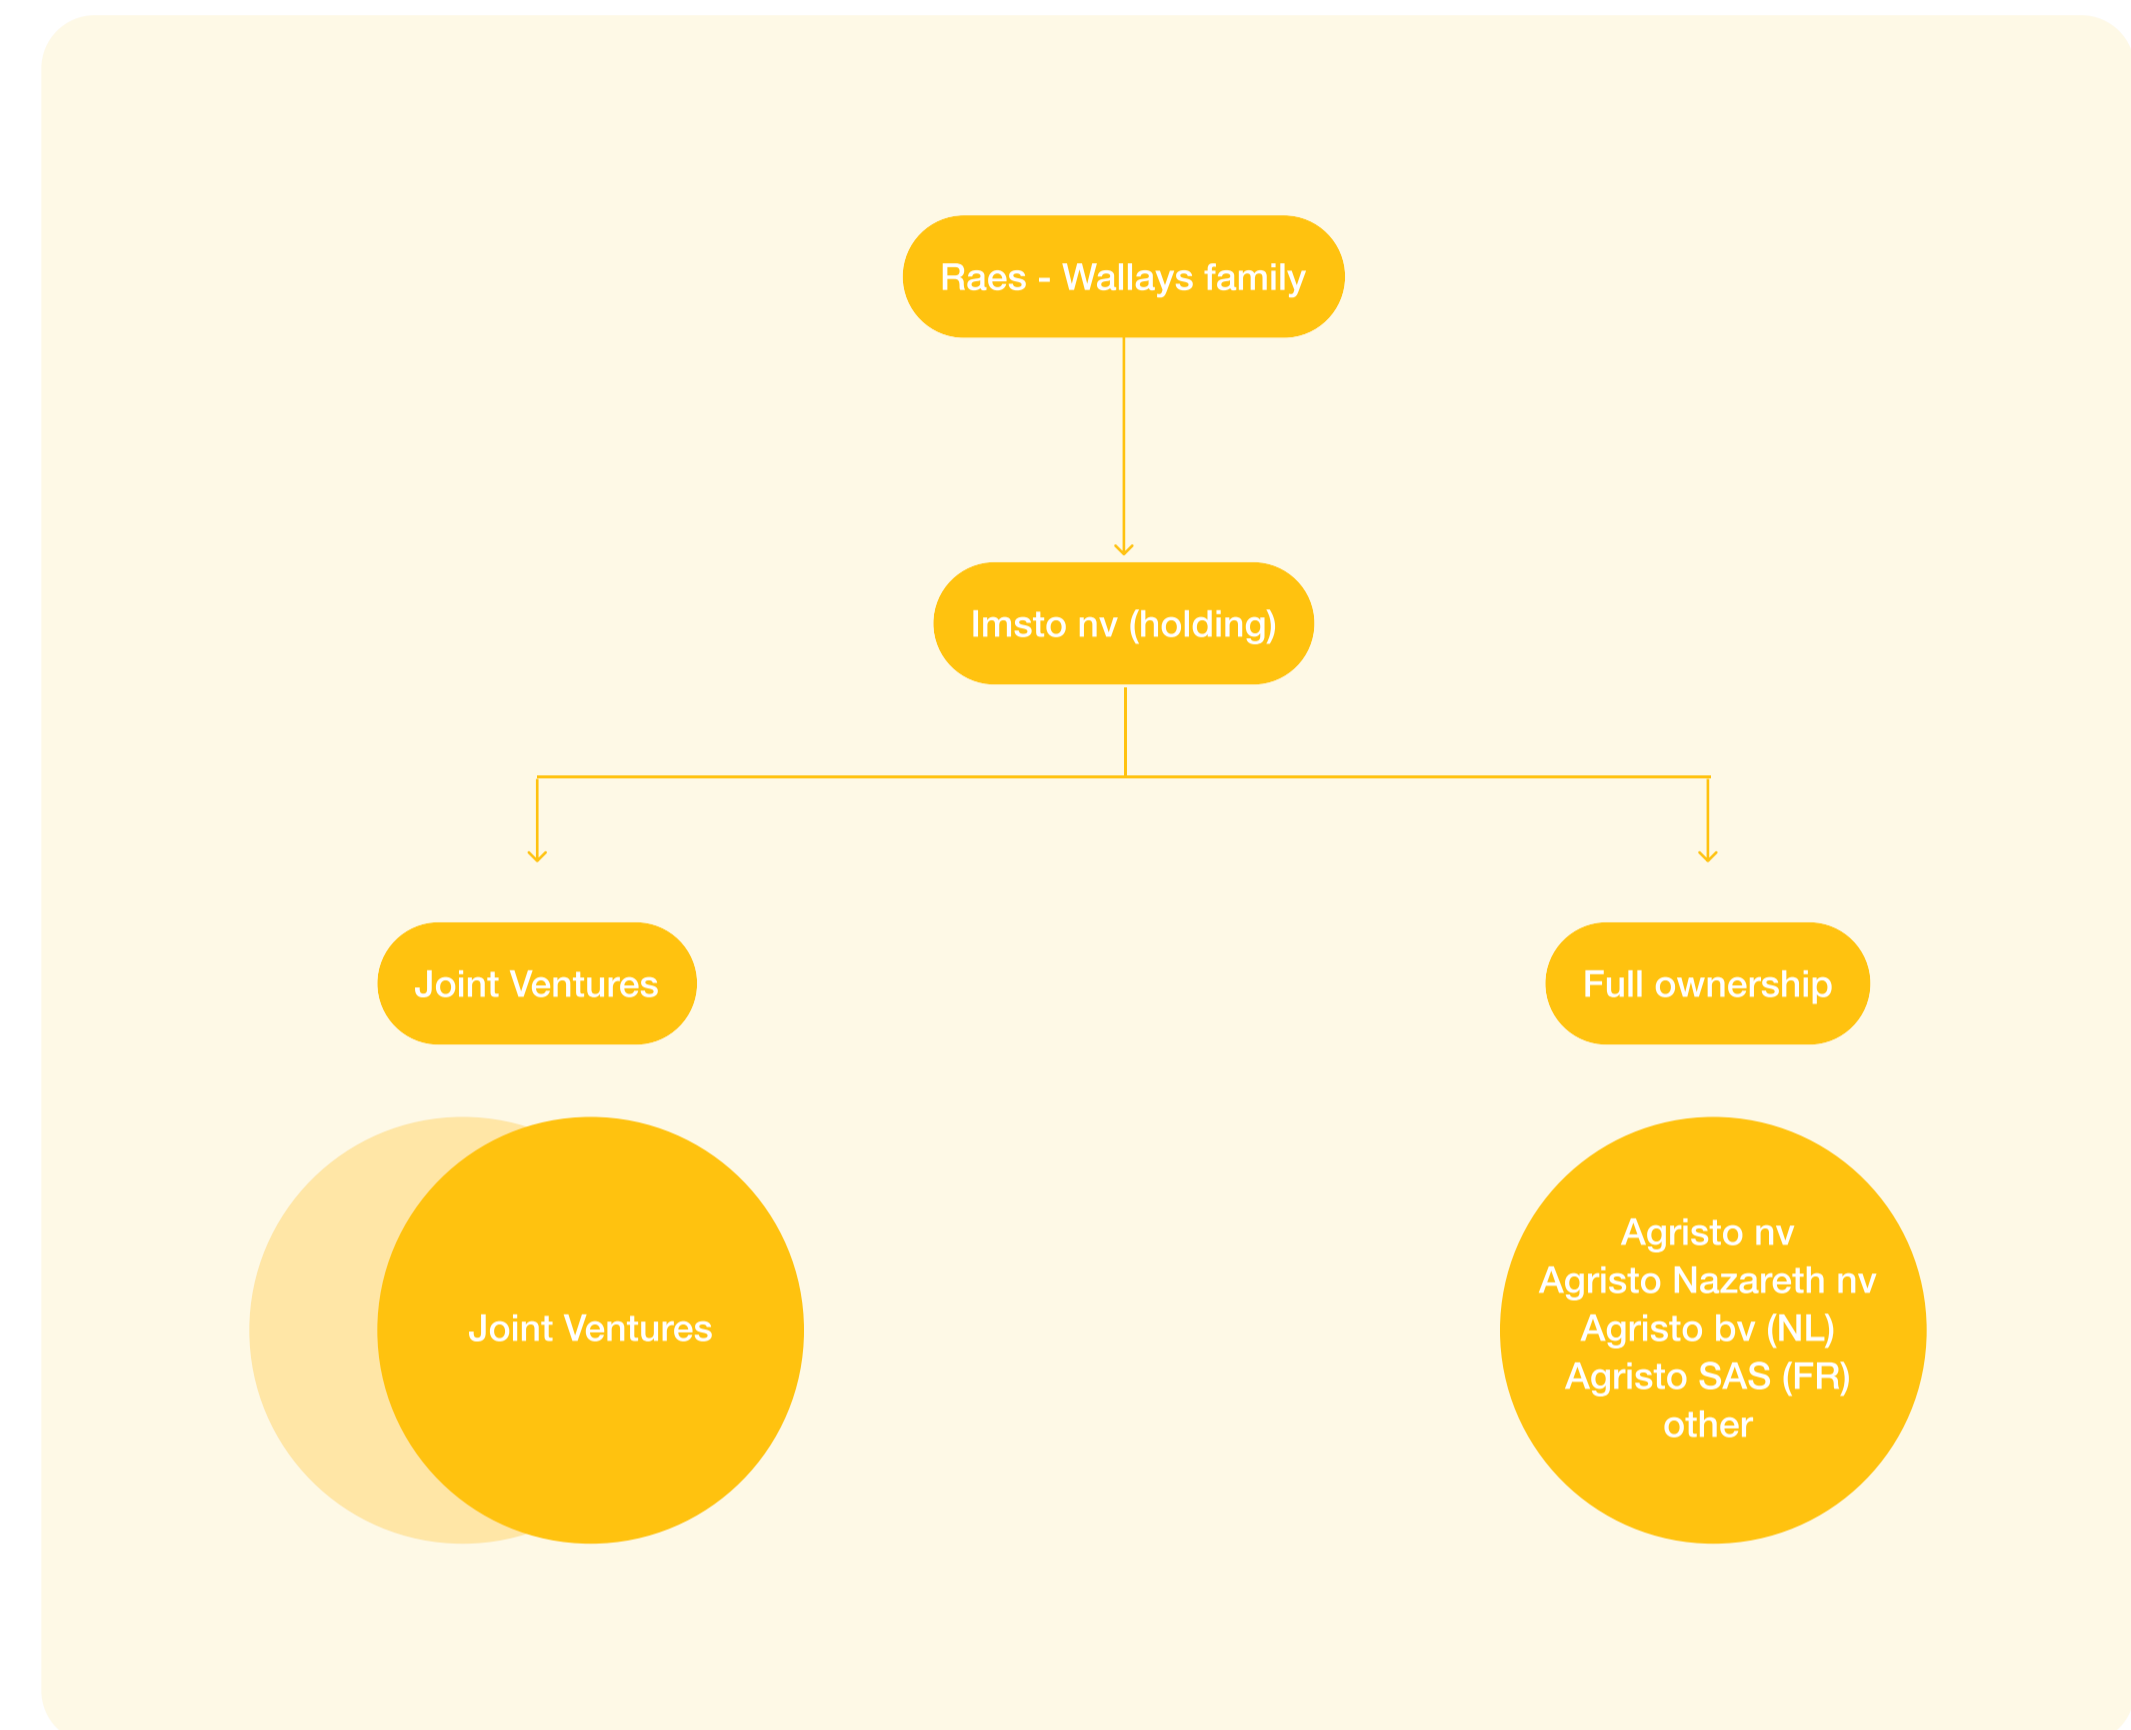 Raes - Wallays family
Imsto nv (holding)
Joint Ventures
Full ownership
Joint Ventures
Agristo nv
Agristo Nazareth nv
Agristo bv (NL)
Agristo SAS (FR)
other